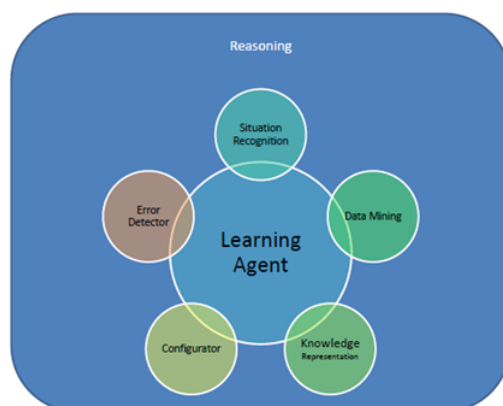 Reasoning
Situation
Recognition
Error
Detector
Data Mining
Learning
Agent
Configurator
Knowledge
Representation